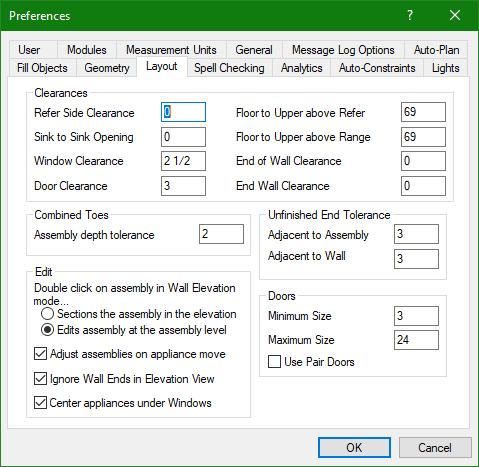 Preferences
?
User Modules Measurement Units General Message Log Options Auto-Plan
Fill Objects Geometry Layout Spell Checking Analytics Auto-Constraints Lights
Clearances
Refer Side Clearance 0 Floor to Upper above Refer 69
Sink to Sink Opening 0 Floor to Upper above Range 69
Window Clearance 2 1/2 End of Wall Clearance 0
Door Clearance 3 End Wall Clearance 0
Combined Toes
Assembly depth tolerance 2
Unfinished End Tolerance
Adjacent to Assembly 3
Adjacent to Wall 3
Edit
Double click on assembly in Wall Elevation
mode...
Sections the assembly in the elevation
Edits assembly at the assembly level
Adjust assemblies on appliance move
Ignore Wall Ends in Elevation View
Center appliances under Windows
Doors
Minimum Size 3
Maximum Size 24
Use Pair Doors
OK Cancel